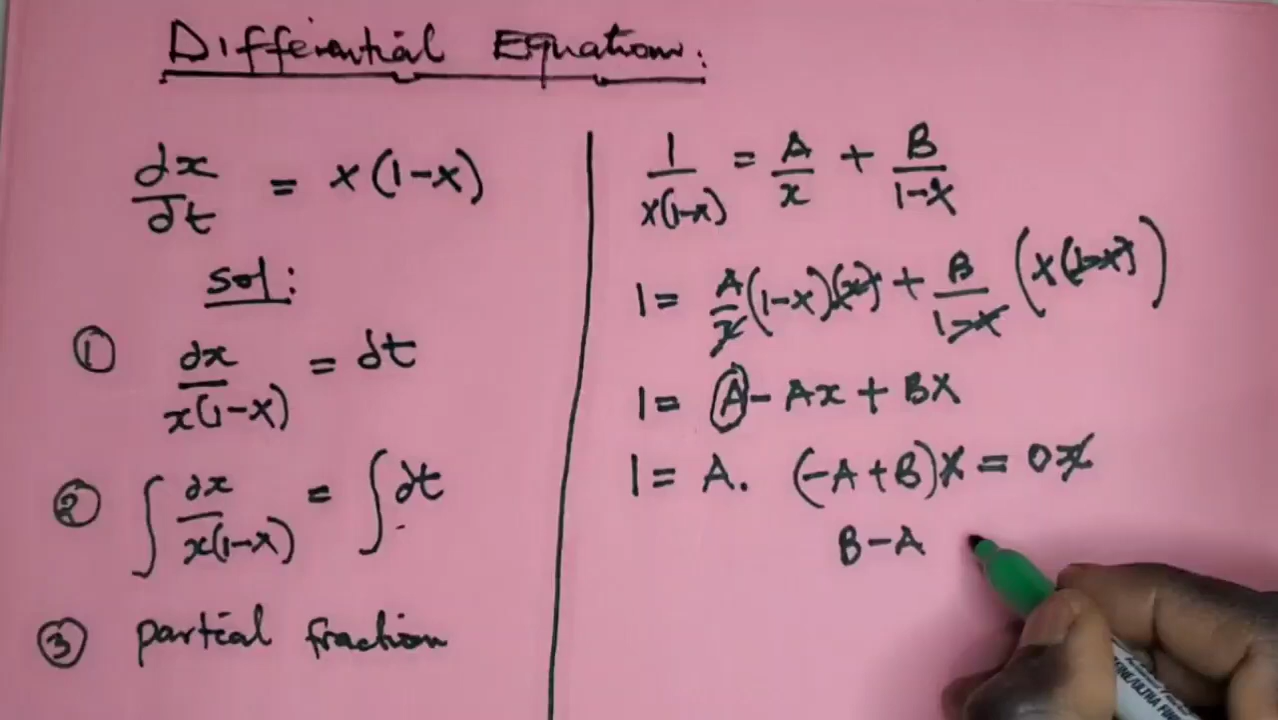 Differential Equations:
dx/dt = x(1-x)
sol:
① dx/x(1-x) = dt
② ∫ dx/x(1-x) = ∫ dt
③ partial fraction
1/x(1-x) = A/x + B/1-x
1 = A/x (1-x)(x) + B/1-x (x(1-x))
1 = A - Ax + Bx
1 = A. (-A+B)x = 0x
B-A